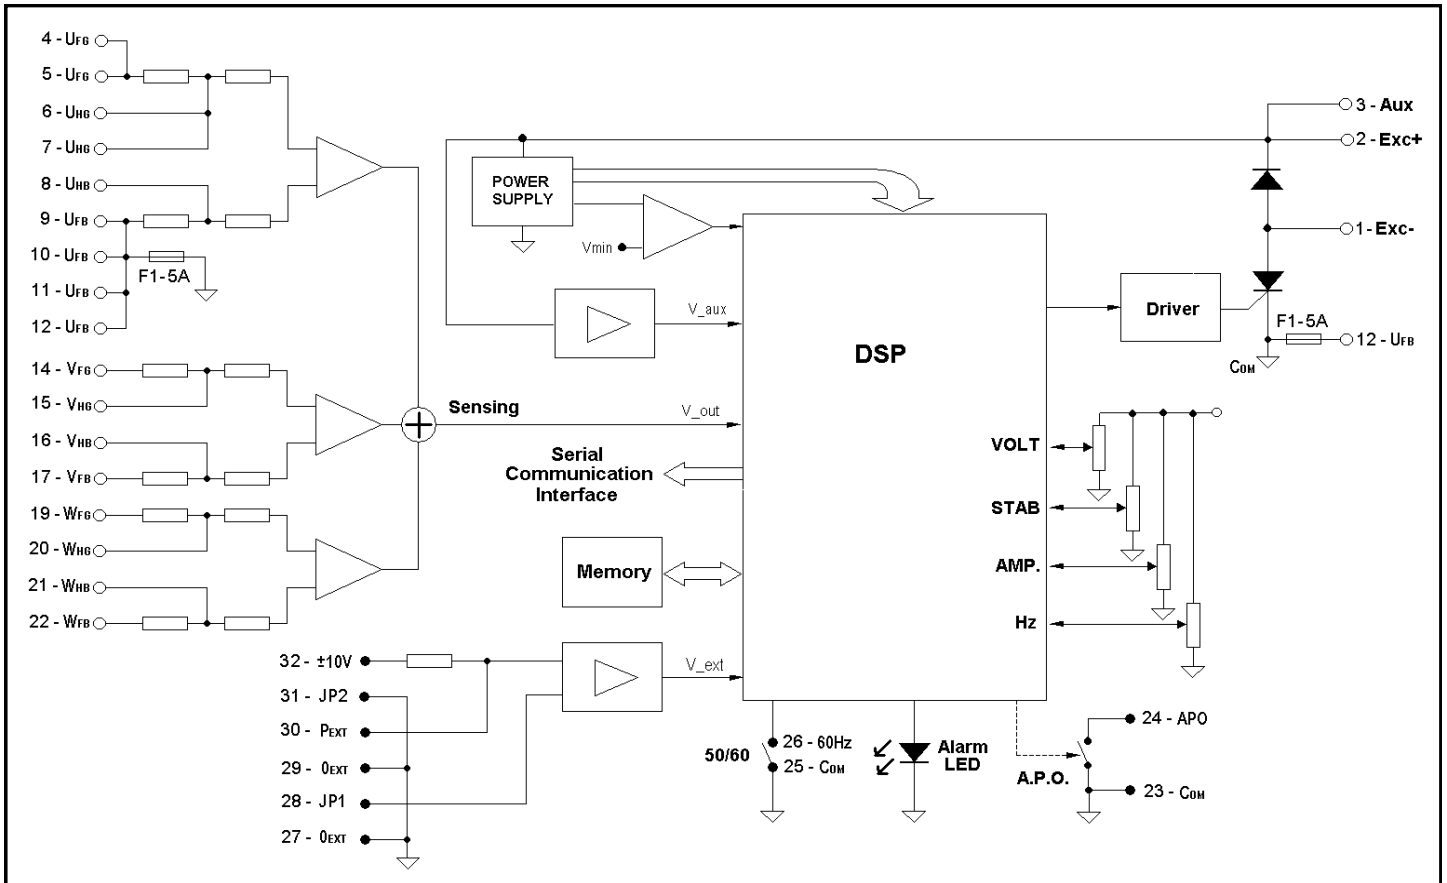 4 - UFG
5 - UFG
6 - UHG
7 - UHG
8 - UHB
9 - UFB
10 - UFB
F1-5A
11 - UFB
12 - UFB
14 - VFG
15 - VHG
16 - VHB
17 - VFB
19 - WFG
20 - WHG
21 - WHB
22 - WFB
Sensing
POWER
SUPPLY
Vmin
V_aux
V_out
Serial
Communication
Interface
Memory
V_ext
DSP
VOLT
STAB
AMP.
Hz
Driver
3 - Aux
2 - Exc+
1 - Exc-
F1-5A
12 - UFB
COM
32 - ±10V
31 - JP2
30 - PEXT
29 - 0EXT
28 - JP1
27 - 0EXT
50/60
26 - 60Hz
25 - COM
Alarm
LED
A.P.O.
24 - APO
23 - COM